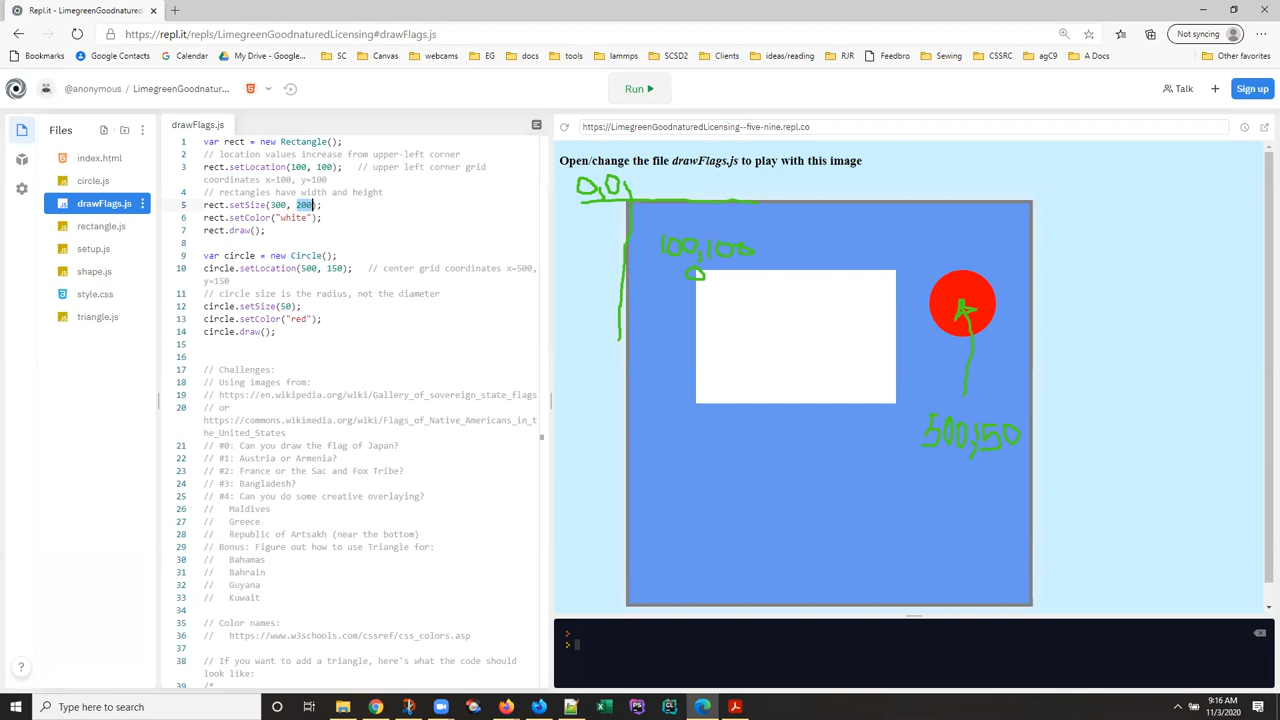 Repl.it - LimegreenGoodnaturedL
https://repl.it/repls/LimegreenGoodnaturedLicensing#drawFlags.js
Not syncing
Bookmarks
Google Contacts
Calendar
My Drive - Google...
SC
Canvas
webcams
EG
docs
tools
lammps
SCSD2
Clients
ideas/reading
RJR
Feedbro
Sewing
CSSRC
agC9
A Docs
Other favorites
@anonymous / LimegreenGoodnatur...
Run
Talk
Sign up
Files
index.html
circle.js
drawFlags.js
rectangle.js
setup.js
shape.js
style.css
triangle.js
drawFlags.js
1 var rect = new Rectangle();
2 // location values increase from upper-left corner
3 rect.setLocation(100, 100);   // upper left corner grid
coordinates x=100, y=100
4 // rectangles have width and height
5 rect.setSize(300, 200);
6 rect.setColor("white");
7 rect.draw();
8
9 var circle = new Circle();
10 circle.setLocation(500, 150);   // center grid coordinates x=500,
y=150
11 // circle size is the radius, not the diameter
12 circle.setSize(50);
13 circle.setColor("red");
14 circle.draw();
15
16
17 // Challenges:
18 // Using images from:
19 // https://en.wikipedia.org/wiki/Gallery_of_sovereign_state_flags
20 // or
https://commons.wikimedia.org/wiki/Flags_of_Native_Americans_in_t
he_United_States
21 // #0: Can you draw the flag of Japan?
22 // #1: Austria or Armenia?
23 // #2: France or the Sac and Fox Tribe?
24 // #3: Bangladesh?
25 // #4: Can you do some creative overlaying?
26 //   Maldives
27 //   Greece
28 //   Republic of Artsakh (near the bottom)
29 // Bonus: Figure out how to use Triangle for:
30 //   Bahamas
31 //   Bahrain
32 //   Guyana
33 //   Kuwait
34
35 // Color names:
36 //   https://www.w3schools.com/cssref/css_colors.asp
37
38 // If you want to add a triangle, here's what the code should
look like:
39 /*
https://LimegreenGoodnaturedLicensing--five-nine.repl.co
Open/change the file drawFlags.js to play with this image
0,0,
100,100
500,150
Type here to search
9:16 AM
11/3/2020